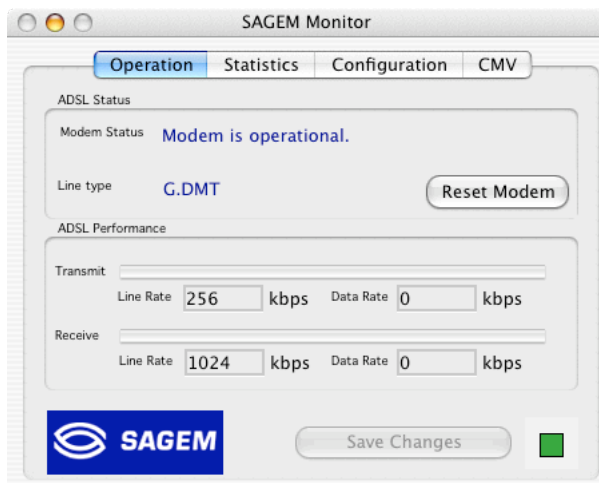 SAGEM Monitor
Operation Statistics Configuration CMV
ADSL Status
Modem Status Modem is operational.
Line type G.DMT Reset Modem
ADSL Performance
Transmit
Line Rate 256 kbps Data Rate 0 kbps
Receive
Line Rate 1024 kbps Data Rate 0 kbps
SAGEM Save Changes